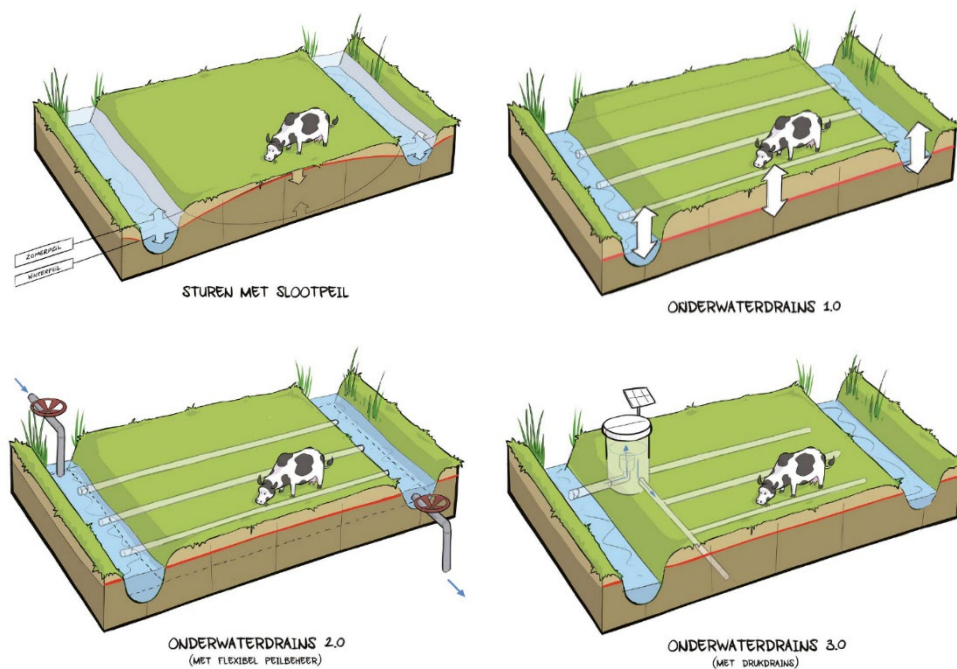 ZOMERPEIL
WINTERPEIL
STUREN MET SLOOTPEIL
ONDERWATERDRAINS 1.0
ONDERWATERDRAINS 2.0
(MET FLEXIBEL PEILBEHEER)
ONDERWATERDRAINS 3.0
(MET DRUKDRAINS)